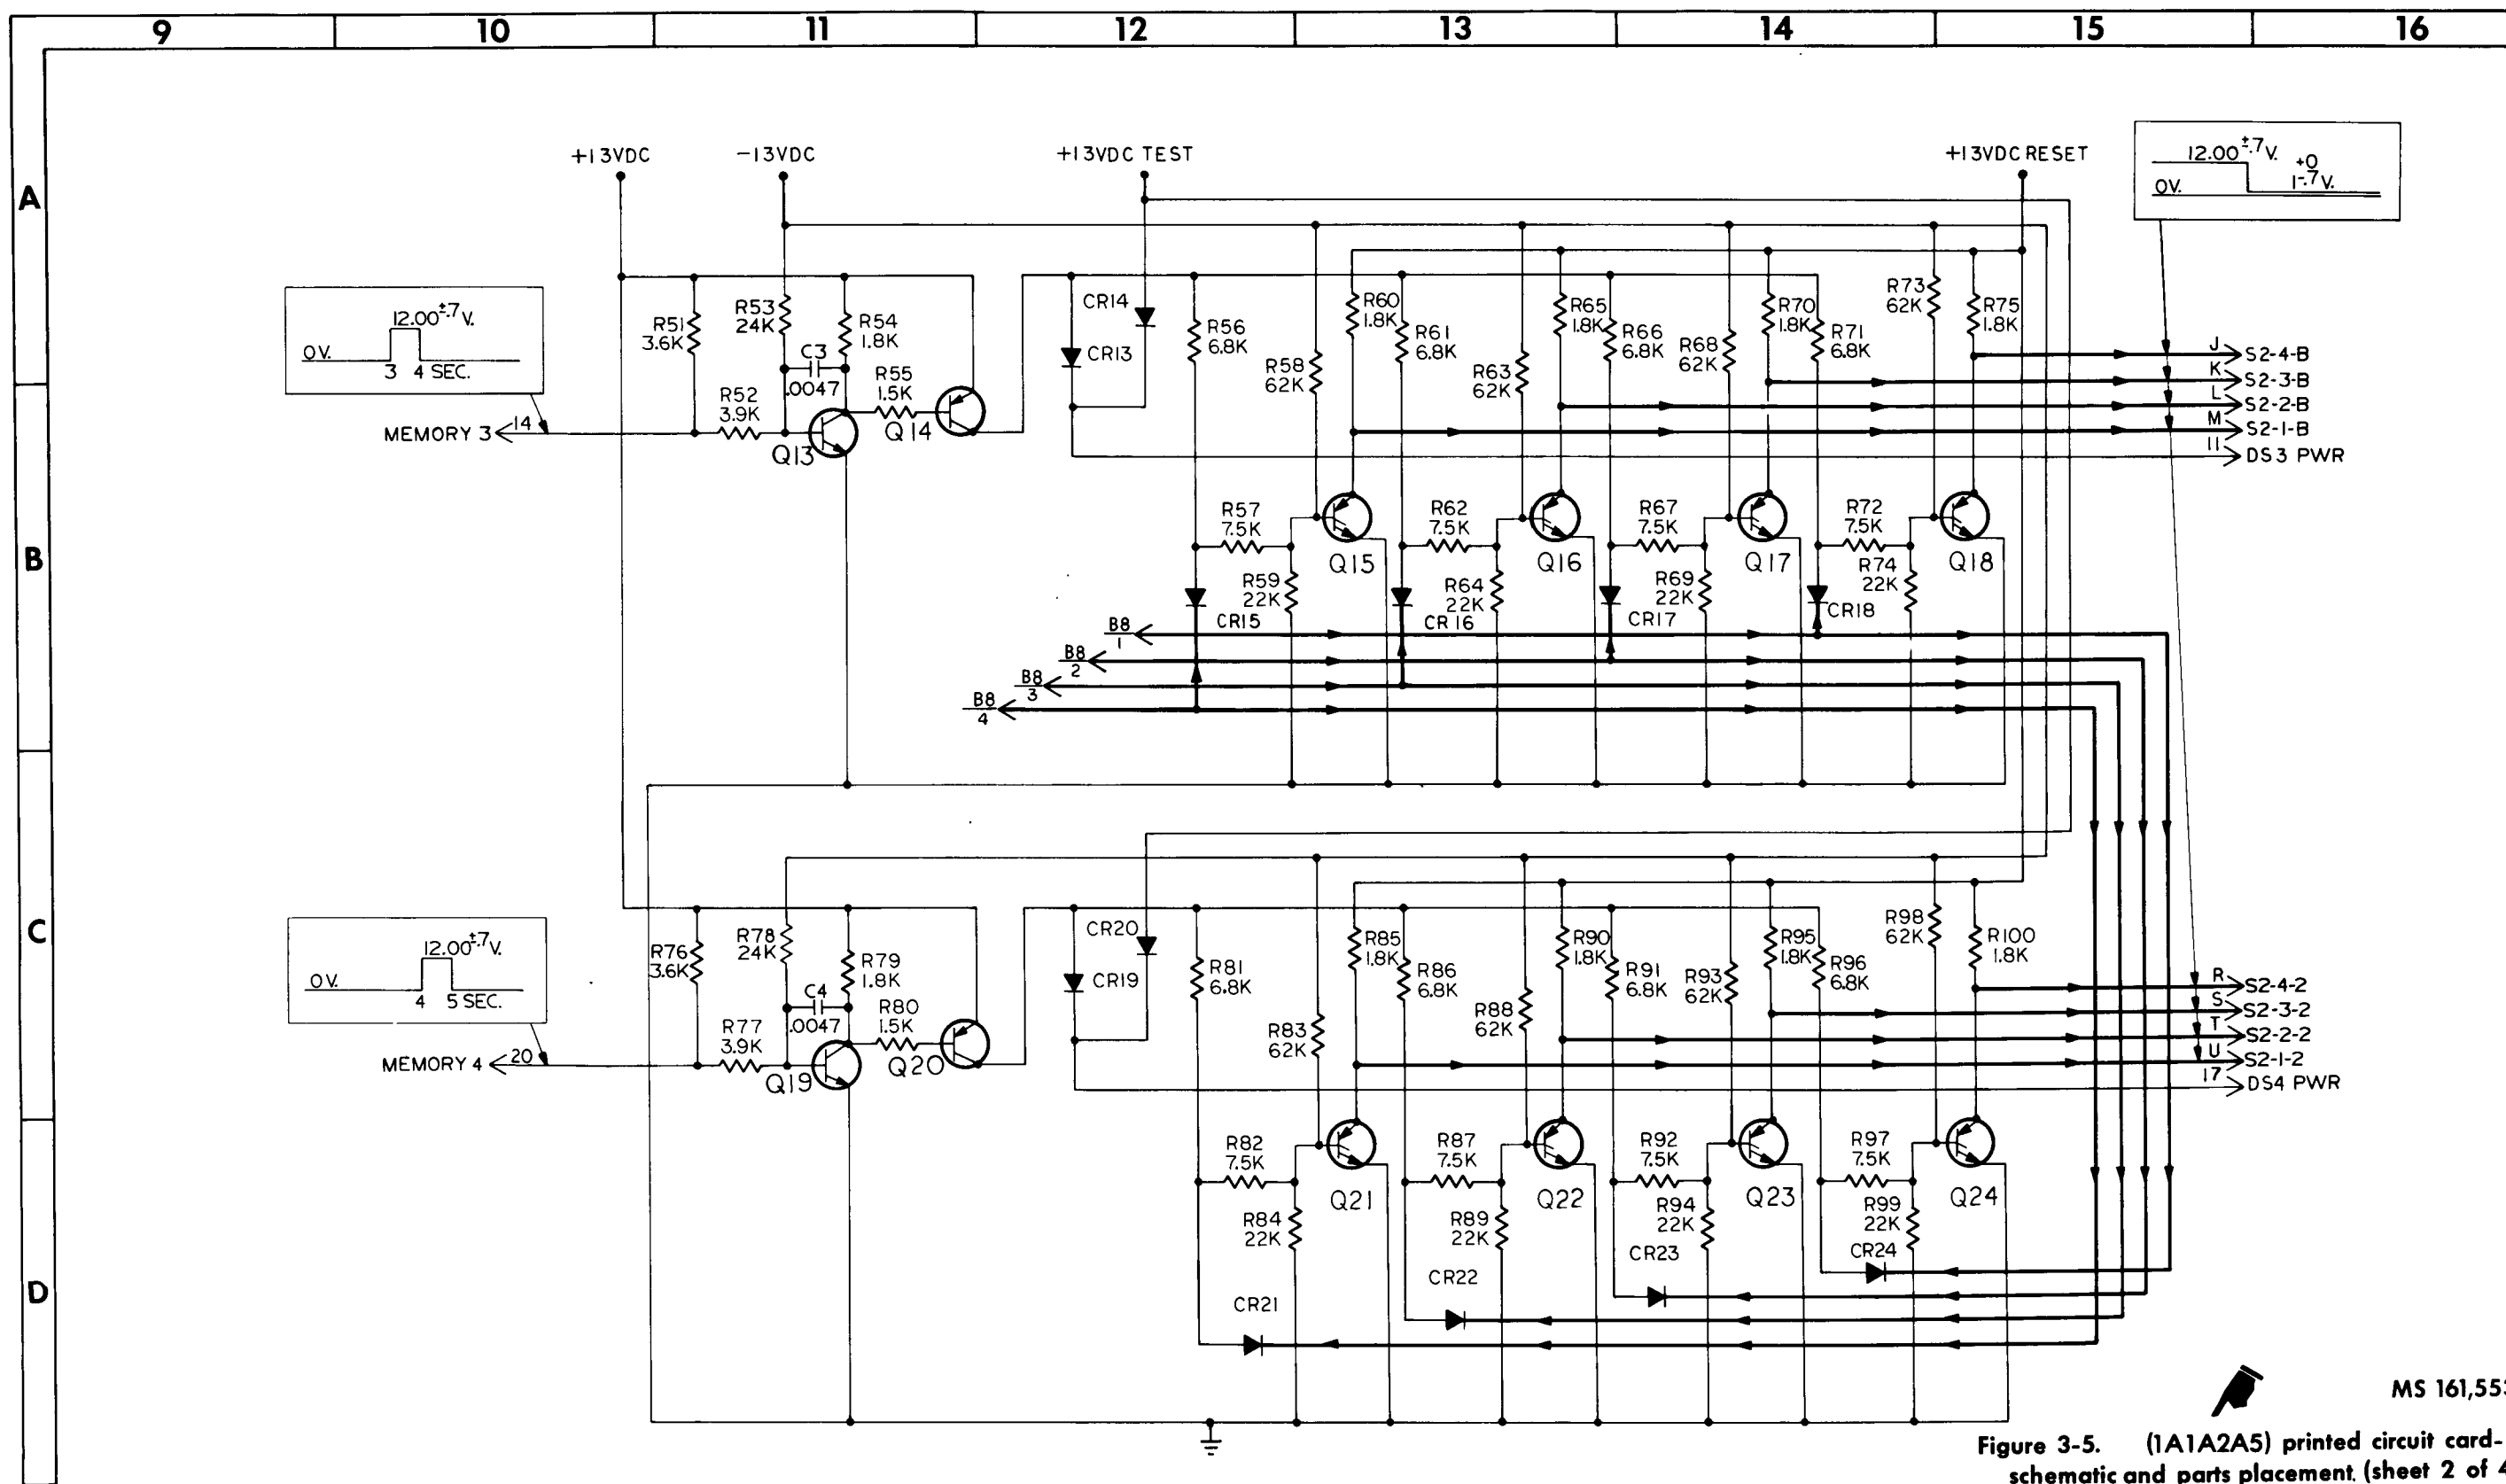 9 10 11 12 13 14 15 16
A
B
C
D
+13VDC
-13VDC
+13VDC TEST
+13VDC RESET
12.00±.7V.
0V.
+0
1-.7V.
12.00±.7V.
0V.
3 4 SEC.
MEMORY 3
14
R51
3.6K
R52
3.9K
R53
24K
C3
.0047
R54
1.8K
R55
1.5K
Q13
Q14
CR14
CR13
R56
6.8K
R58
62K
R60
1.8K
R61
6.8K
R63
62K
R65
1.8K
R66
6.8K
R68
62K
R70
1.8K
R71
6.8K
R73
62K
R75
1.8K
J
S2-4-B
K
S2-3-B
L
S2-2-B
M
S2-1-B
11
DS3 PWR
R57
7.5K
R59
22K
Q15
R62
7.5K
R64
22K
Q16
R67
7.5K
R69
22K
Q17
R72
7.5K
R74
22K
Q18
CR15
CR16
CR17
CR18
B8
1
B8
2
B8
3
B8
4
12.00±.7V.
0V.
4 5 SEC.
MEMORY 4
20
R76
3.6K
R77
3.9K
R78
24K
C4
.0047
R79
1.8K
R80
1.5K
Q19
Q20
CR20
CR19
R81
6.8K
R83
62K
R85
1.8K
R86
6.8K
R88
62K
R90
1.8K
R91
6.8K
R93
62K
R95
1.8K
R96
6.8K
R98
62K
R100
1.8K
R
S2-4-2
S
S2-3-2
T
S2-2-2
U
S2-1-2
17
DS4 PWR
R82
7.5K
R84
22K
Q21
R87
7.5K
R89
22K
Q22
R92
7.5K
R94
22K
Q23
R97
7.5K
R99
22K
Q24
CR21
CR22
CR23
CR24
MS 161,553
Figure 3-5. (1A1A2A5) printed circuit card-
schematic and parts placement. (sheet 2 of 4